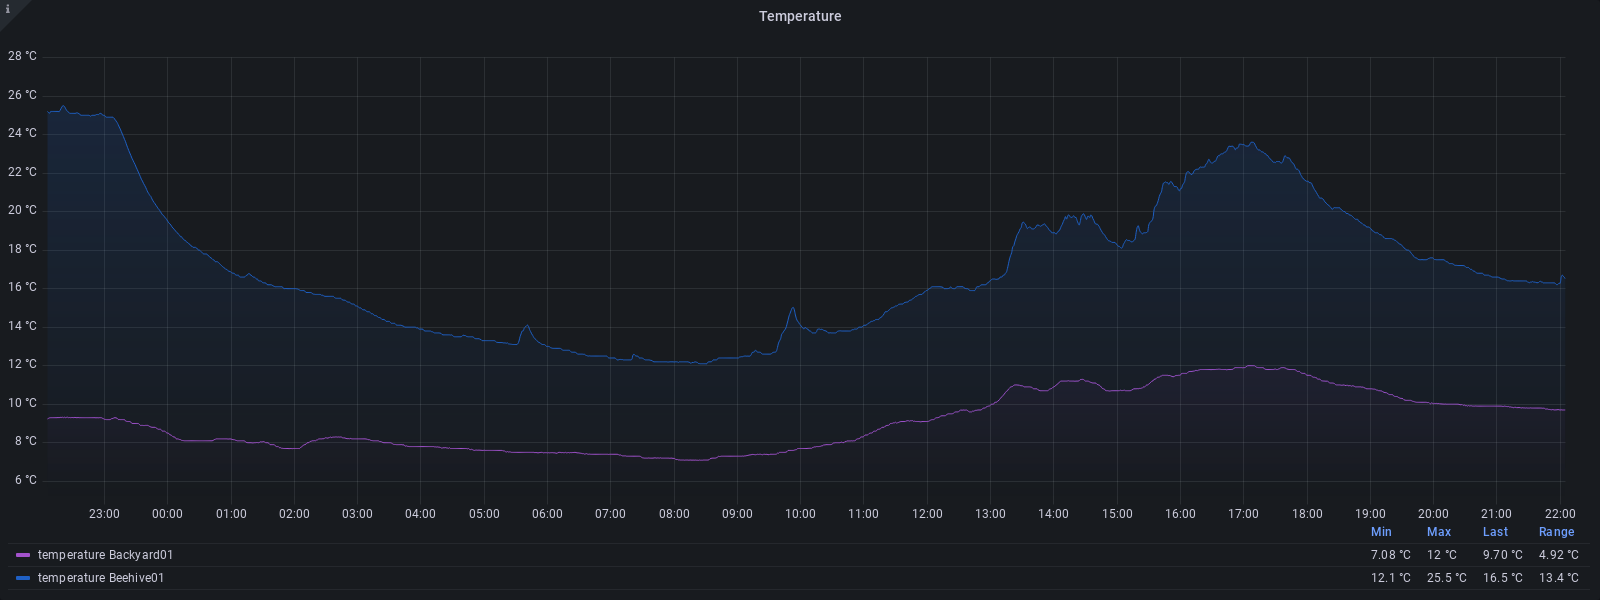 i
Temperature
28 °C
26 °C
24 °C
22 °C
20 °C
18 °C
16 °C
14 °C
12 °C
10 °C
8 °C
6 °C
23:00 00:00 01:00 02:00 03:00 04:00 05:00 06:00 07:00 08:00 09:00 10:00 11:00 12:00 13:00 14:00 15:00 16:00 17:00 18:00 19:00 20:00 21:00 22:00
Min Max Last Range
temperature Backyard01 7.08 °C 12 °C 9.70 °C 4.92 °C
temperature Beehive01 12.1 °C 25.5 °C 16.5 °C 13.4 °C